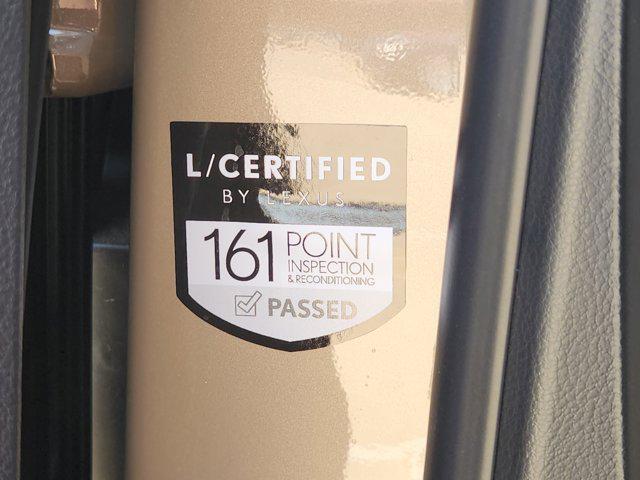 L/CERTIFIED
BY LEXUS
161 POINT
INSPECTION
& RECONDITIONING
PASSED